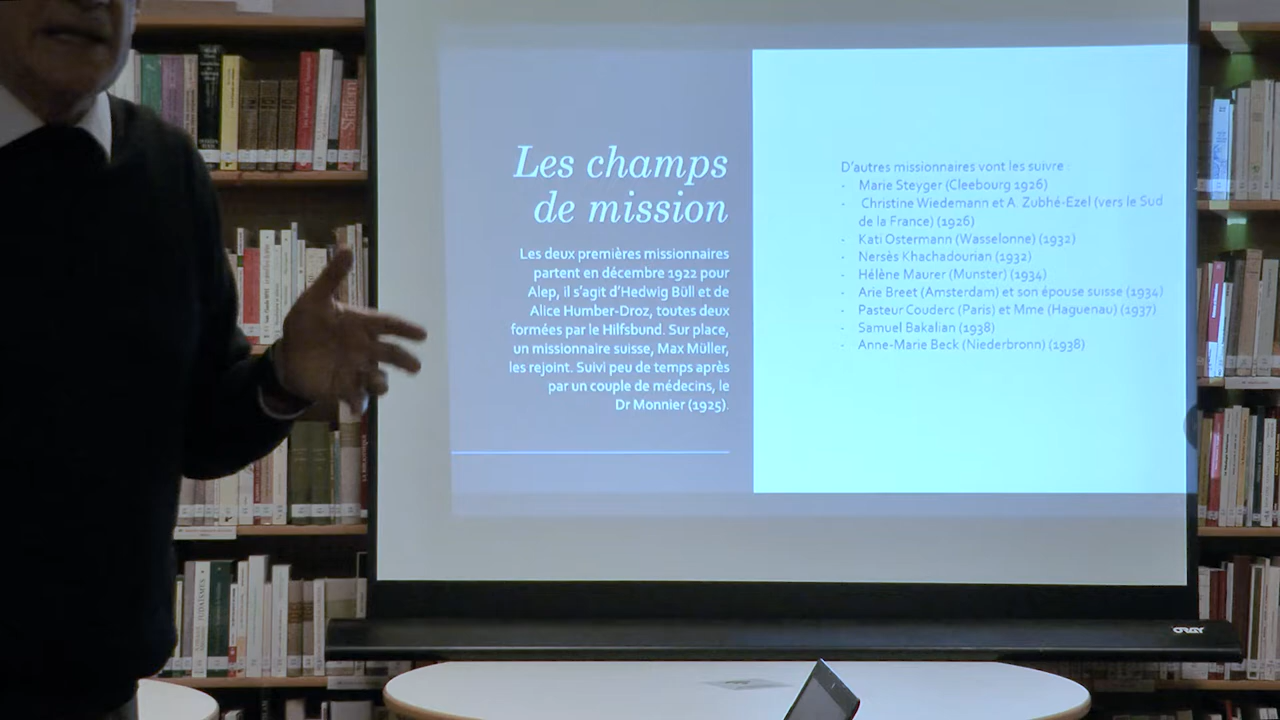 Les champs
de mission
Les deux premières missionnaires
partent en décembre 1922 pour
Alep, il s'agit d'Hedwig Büll et de
Alice Humber-Droz, toutes deux
formées par le Hilfsbund. Sur place,
un missionnaire suisse, Max Müller,
les rejoint. Suivi peu de temps après
par un couple de médecins, le
Dr Monnier (1925).
D'autres missionnaires vont les suivre :
- Marie Steyger (Cleebourg 1926)
- Christine Wiedemann et A. Zubhé-Ezel (vers le Sud
de la France) (1926)
- Kati Ostermann (Wasselonne) (1932)
- Nersès Khachadourian (1932)
- Hélène Maurer (Munster) (1934)
- Arie Breet (Amsterdam) et son épouse suisse (1934)
- Pasteur Couderc (Paris) et Mme (Haguenau) (1937)
- Samuel Bakalian (1938)
- Anne-Marie Beck (Niederbronn) (1938)
ORAY
JUDAÏSMES